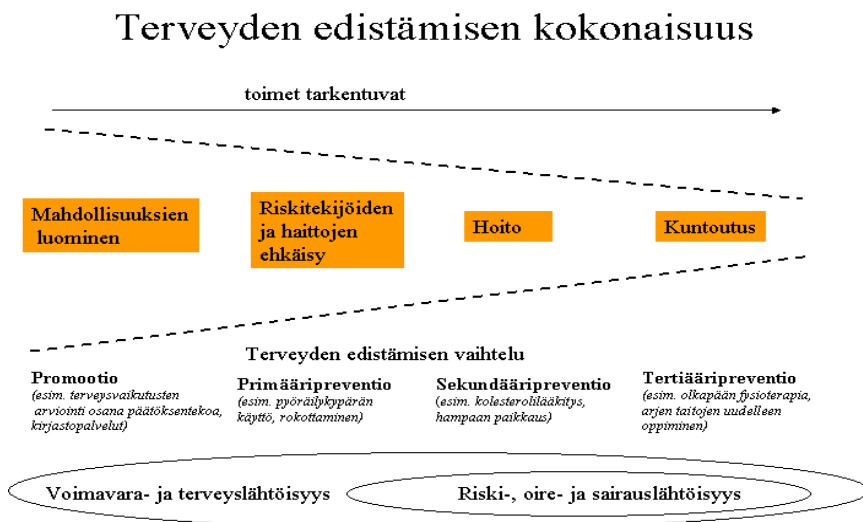 Terveyden edistämisen kokonaisuus
toimet tarkentuvat
Mahdollisuuksien
luominen
Riskitekijöiden
ja haittojen
ehkäisy
Hoito
Kuntoutus
Terveyden edistämisen vaihtelu
Promootio
(esim. terveysvaikutusten
arviointi osana päätöksentekoa,
kirjastopalvelut)
Primääripreventio
(esim. pyöräilykypärän
käyttö, rokottaminen)
Sekundääripreventio
(esim. kolesterolilääkitys,
hampaan paikkaus)
Tertiääripreventio
(esim. olkapään fysioterapia,
arjen taitojen uudelleen
oppiminen)
Voimavara- ja terveyslähtöisyys
Riski-, oire- ja sairauslähtöisyys